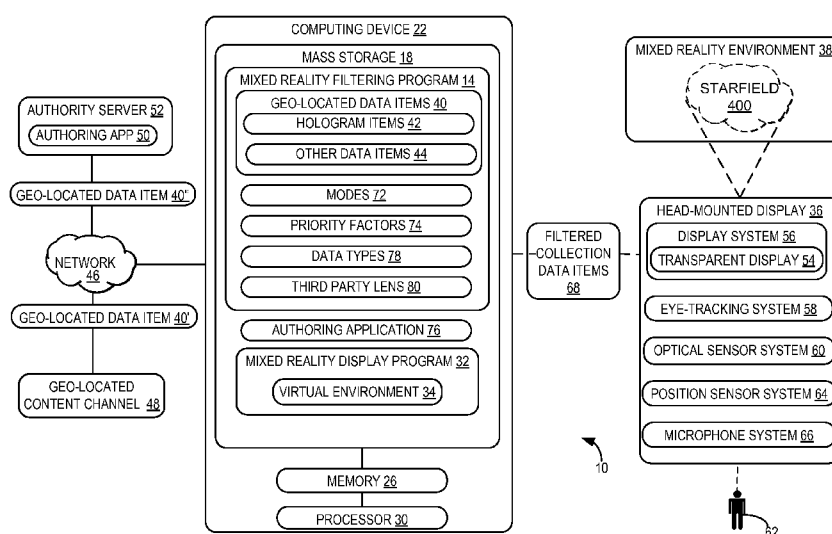 COMPUTING DEVICE 22
MASS STORAGE 18
MIXED REALITY FILTERING PROGRAM 14
GEO-LOCATED DATA ITEMS 40
HOLOGRAM ITEMS 42
OTHER DATA ITEMS 44
MODES 72
PRIORITY FACTORS 74
DATA TYPES 78
THIRD PARTY LENS 80
AUTHORING APPLICATION 76
MIXED REALITY DISPLAY PROGRAM 32
VIRTUAL ENVIRONMENT 34
MEMORY 26
PROCESSOR 30
AUTHORITY SERVER 52
AUTHORING APP 50
GEO-LOCATED DATA ITEM 40"
NETWORK
46
GEO-LOCATED DATA ITEM 40'
GEO-LOCATED
CONTENT CHANNEL 48
FILTERED
COLLECTION
DATA ITEMS
68
MIXED REALITY ENVIRONMENT 38
STARFIELD
400
HEAD-MOUNTED DISPLAY 36
DISPLAY SYSTEM 56
TRANSPARENT DISPLAY 54
EYE-TRACKING SYSTEM 58
OPTICAL SENSOR SYSTEM 60
POSITION SENSOR SYSTEM 64
MICROPHONE SYSTEM 66
10
62